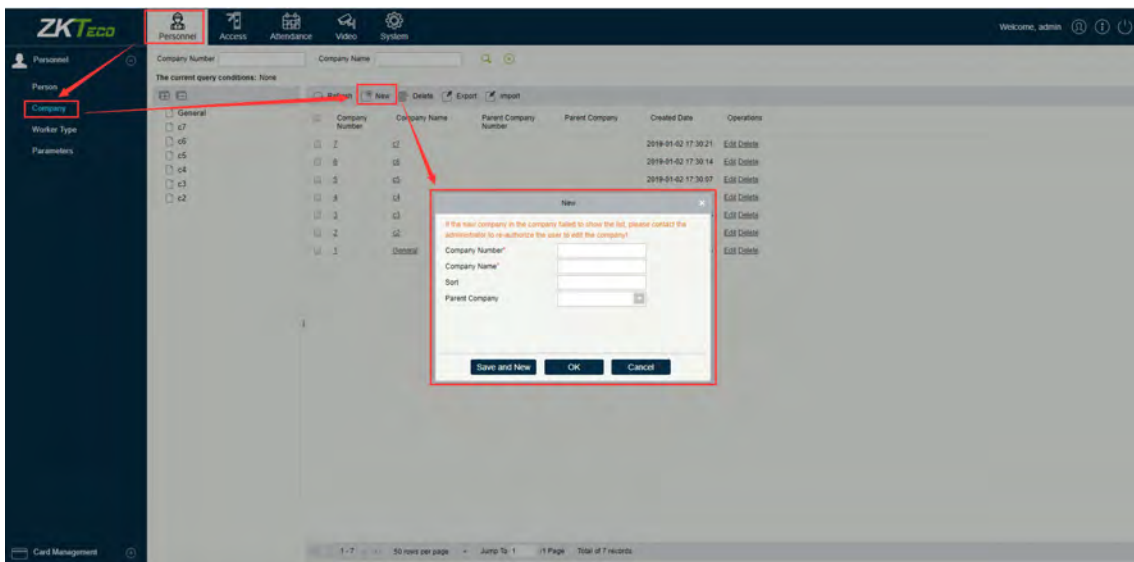 ZKTeco
Personnel Access Attendance Video System
Welcome, admin
Personnel
Person
Company
Worker Type
Parameters
Card Management
Company Number Company Name
The current query conditions: None
General
c7
c6
c5
c4
c3
c2
Refresh New Delete Export Import
Company Number Company Name Parent Company Number Parent Company Created Date Operations
7 c7 2019-01-02 17:30:21 Edit Delete
6 c6 2019-01-02 17:30:14 Edit Delete
5 c5 2019-01-02 17:30:07 Edit Delete
4 c4 Edit Delete
3 c3 Edit Delete
2 c2 Edit Delete
1 General Edit Delete
New
If the new company in the company failed to show the list, please contact the
administrator to re-authorize the user to edit the company!
Company Number*
Company Name*
Sort
Parent Company
Save and New OK Cancel
1-7 50 rows per page Jump To 1 /1 Page Total of 7 records